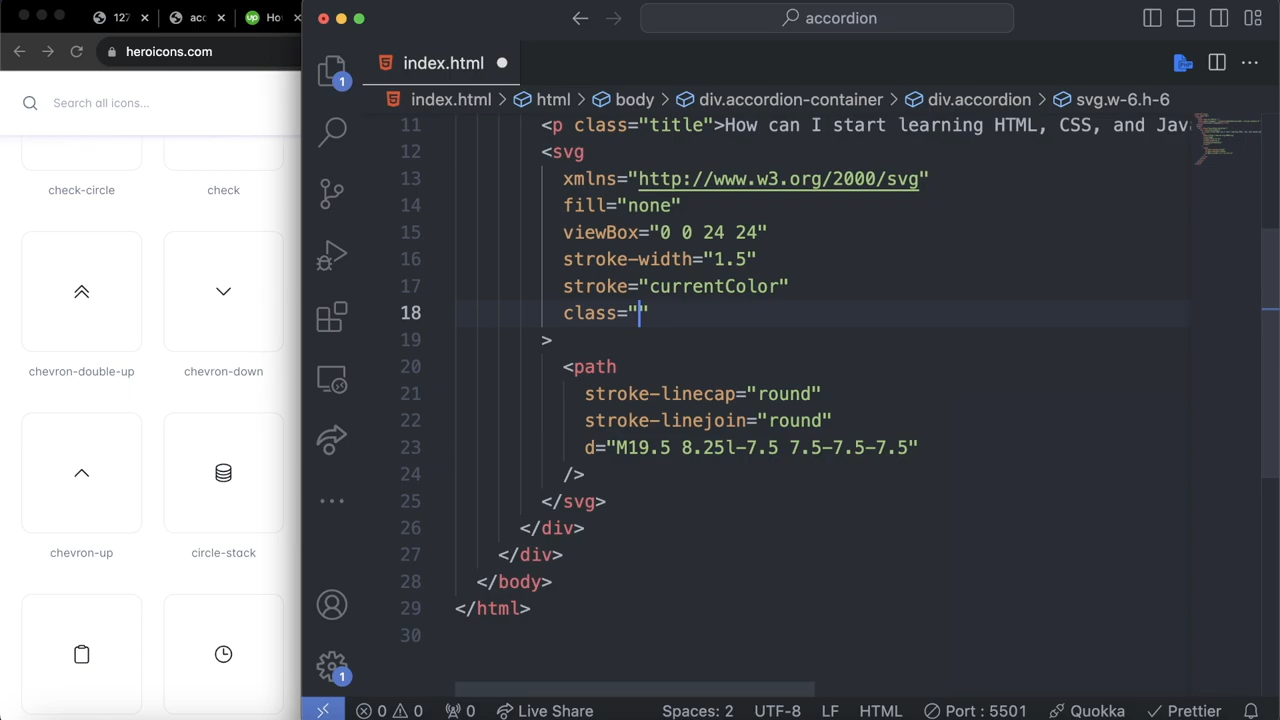 127
acc
Ho
heroicons.com
Search all icons...
check-circle
check
chevron-double-up
chevron-down
chevron-up
circle-stack
accordion
index.html
index.html
html
body
div.accordion-container
div.accordion
svg.w-6.h-6
1
11 <p class="title">How can I start learning HTML, CSS, and Jav
12 <svg
13 xmlns="http://www.w3.org/2000/svg"
14 fill="none"
15 viewBox="0 0 24 24"
16 stroke-width="1.5"
17 stroke="currentColor"
18 class=""
19 >
20 <path
21 stroke-linecap="round"
22 stroke-linejoin="round"
23 d="M19.5 8.25l-7.5 7.5-7.5-7.5"
24 />
25 </svg>
26 </div>
27 </div>
28 </body>
29 </html>
30
1
0 0 0 Live Share Spaces: 2 UTF-8 LF HTML Port : 5501 Quokka Prettier